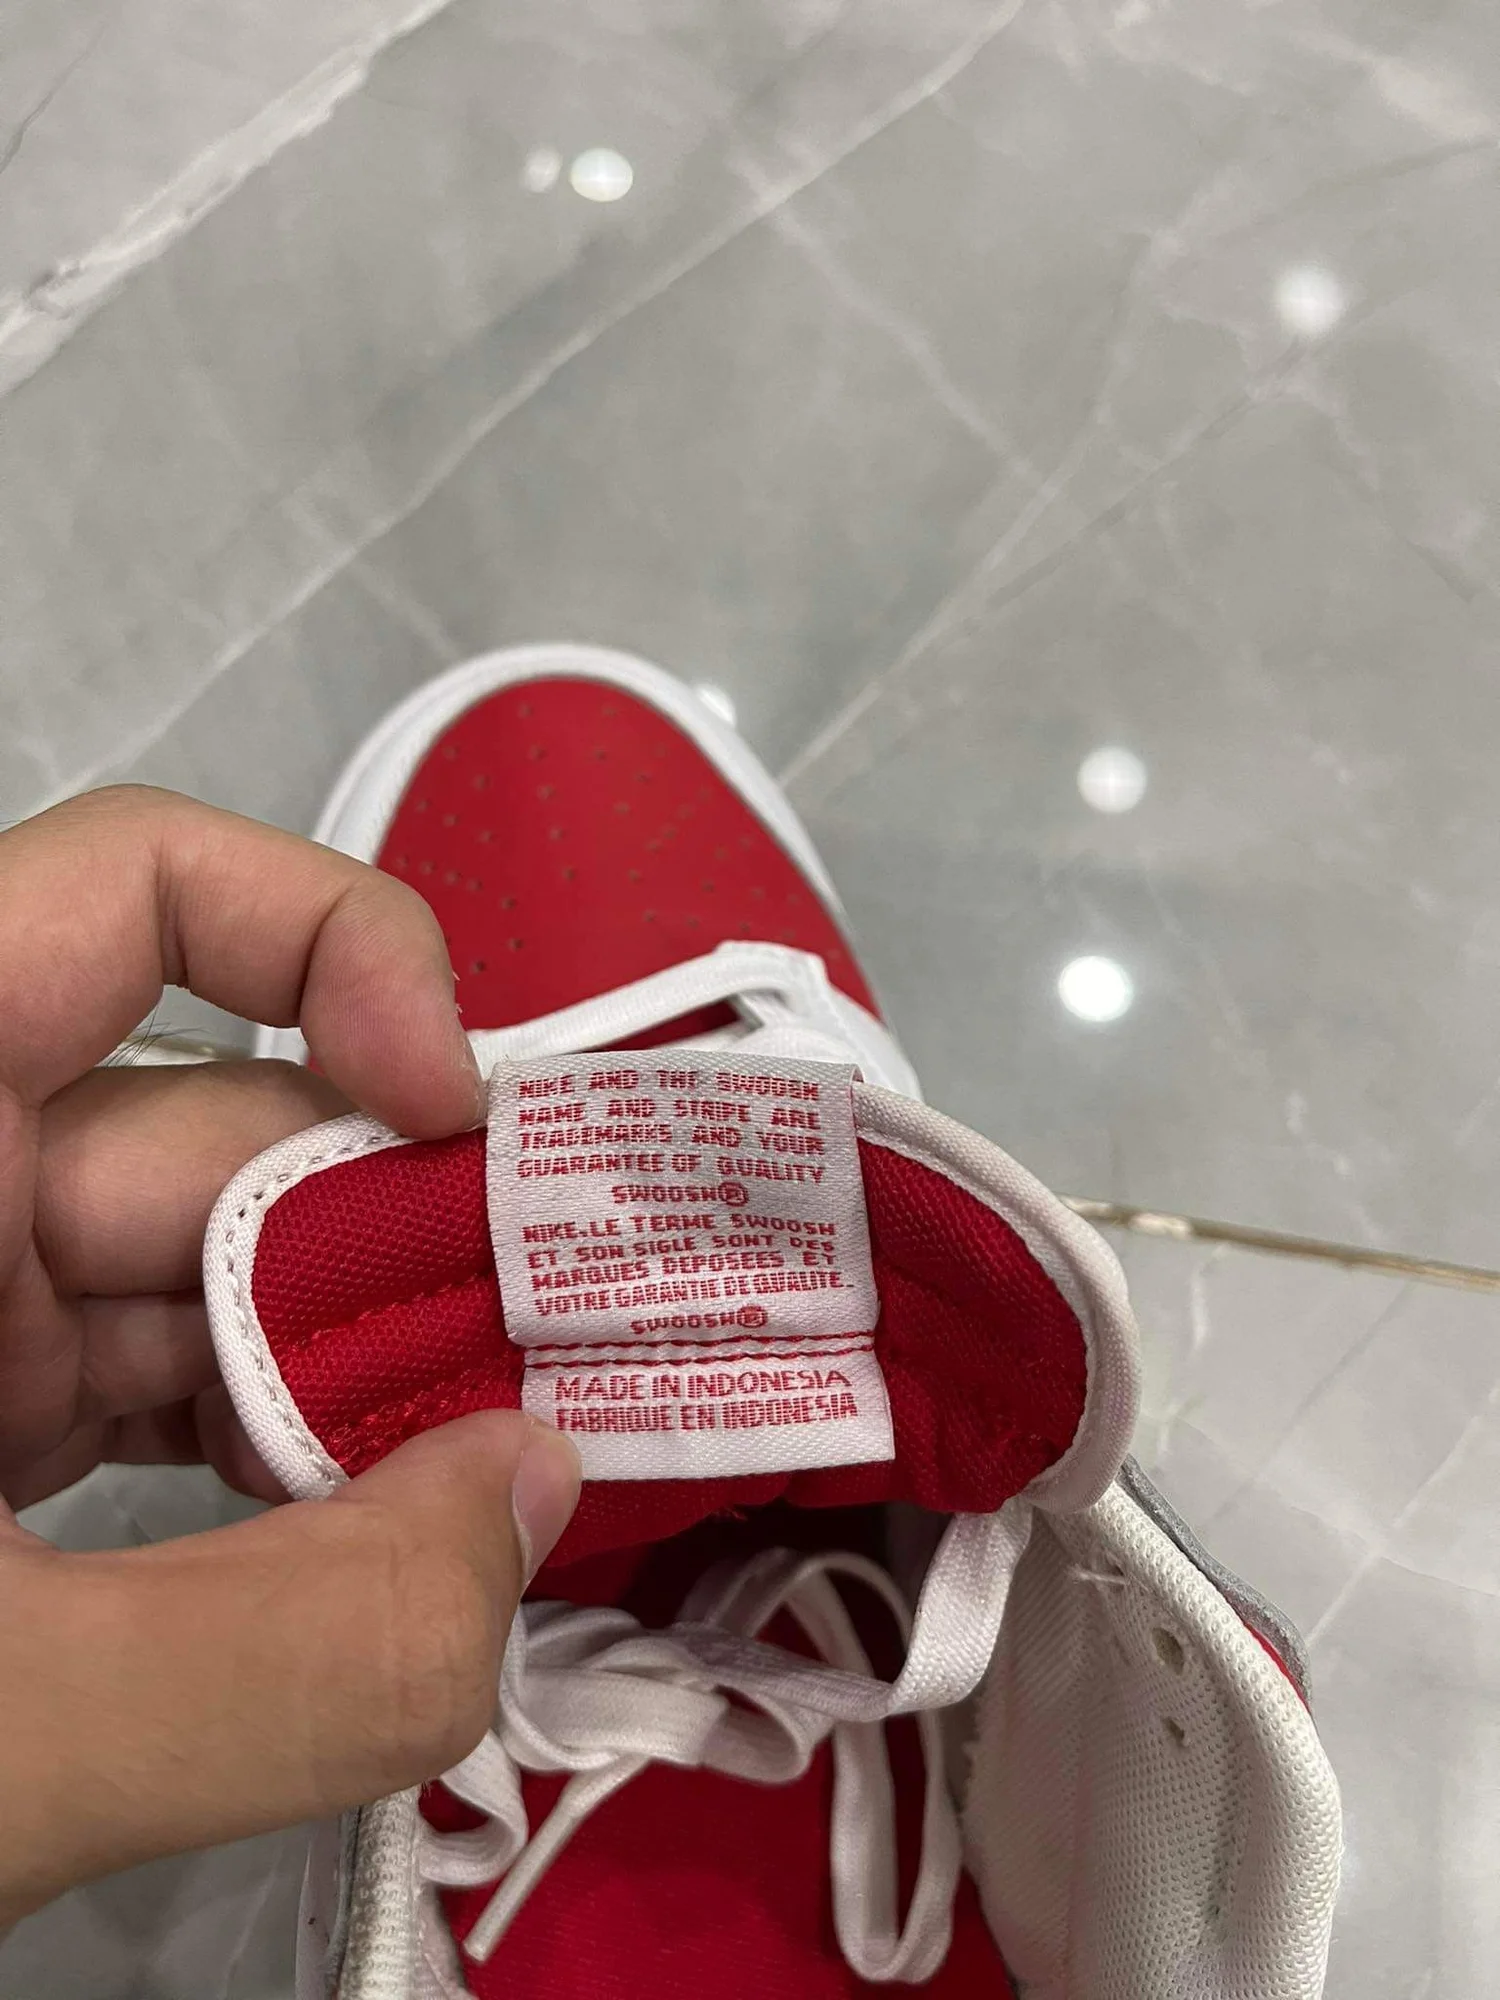 NIKE AND THE SWOOSH
NAME AND STRIPE ARE
TRADEMARKS AND YOUR
GUARANTEE OF QUALITY
SWOOSH®
NIKE.LE TERME SWOOSH
ET SON SIGLE SONT DES
MARQUES DEPOSEES ET
VOTRE GARANTIE DE QUALITE.
SWOOSH®
MADE IN INDONESIA
FABRIQUE EN INDONESIA